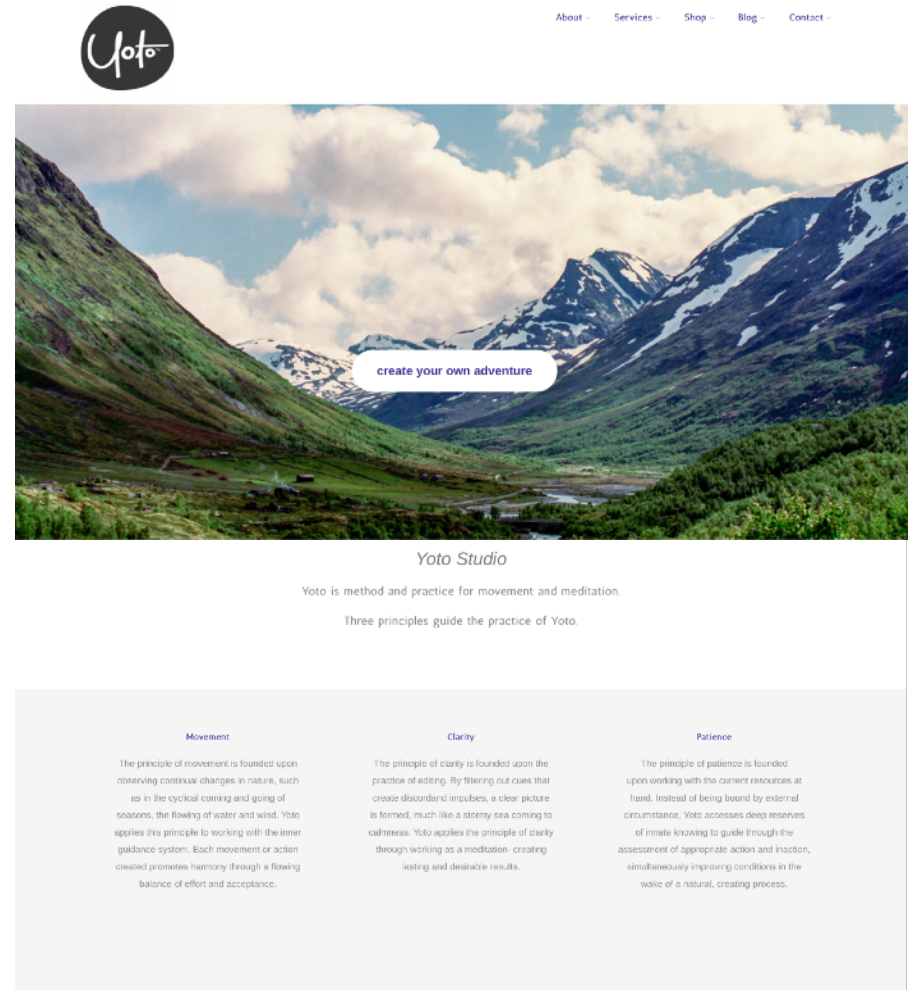 Yoto
About
Services
Shop
Blog
Contact
create your own adventure
Yoto Studio
Yoto is method and practice for movement and meditation.
Three principles guide the practice of Yoto.
Movement
The principle of movement is founded upon
observing continual changes in nature, such
as in the cyclical coming and going of
seasons, the flowing of water and wind. Yoto
applies this principle to working with the inner
guidance system. Each movement or action
created promotes harmony through a flowing
balance of effort and acceptance.
Clarity
The principle of clarity is founded upon the
practice of editing. By filtering out cues that
create discordand impulses, a clear picture
is formed, much like a stormy sea coming to
calmness. Yoto applies the principle of clarity
through working as a meditation- creating
lasting and desirable results.
Patience
The principle of patience is founded
upon working with the current resources at
hand. Instead of being bound by external
circumstance, Yoto accesses deep reserves
of innate knowing to guide through the
assessment of appropriate action and inaction,
simultaneously improving conditions in the
wake of a natural, creating process.